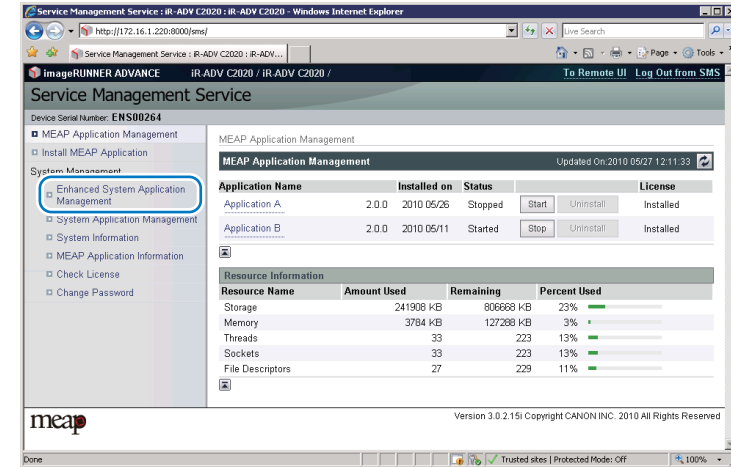 Service Management Service : iR-ADV C2020 : iR-ADV C2020 - Windows Internet Explorer
http://172.16.1.220:8000/sms/
Live Search
Service Management Service : iR-ADV C2020 : iR-ADV...
Page Tools
imageRUNNER ADVANCE iR-ADV C2020 / iR-ADV C2020 / To Remote UI Log Out from SMS
Service Management Service
Device Serial Number: ENS00264
MEAP Application Management
Install MEAP Application
System Management
Enhanced System Application
Management
System Application Management
System Information
MEAP Application Information
Check License
Change Password
MEAP Application Management
MEAP Application Management Updated On:2010 05/27 12:11:33
Application Name Installed on Status License
Application A 2.0.0 2010 05/26 Stopped Start Uninstall Installed
Application B 2.0.0 2010 05/11 Started Stop Uninstall Installed
Resource Information
Resource Name Amount Used Remaining Percent Used
Storage 241908 KB 806668 KB 23%
Memory 3784 KB 127288 KB 3%
Threads 33 223 13%
Sockets 33 223 13%
File Descriptors 27 229 11%
meap
Version 3.0.2.15i Copyright CANON INC. 2010 All Rights Reserved
Done Trusted sites | Protected Mode: Off 100%